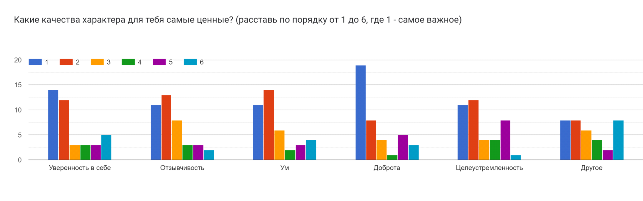 Какие качества характера для тебя самые ценные? (расставь по порядку от 1 до 6, где 1 - самое важное)
20 1 2 3 4 5 6
15
10
5
0
Уверенность в себе Отзывчивость Ум Доброта Целеустремленность Другое